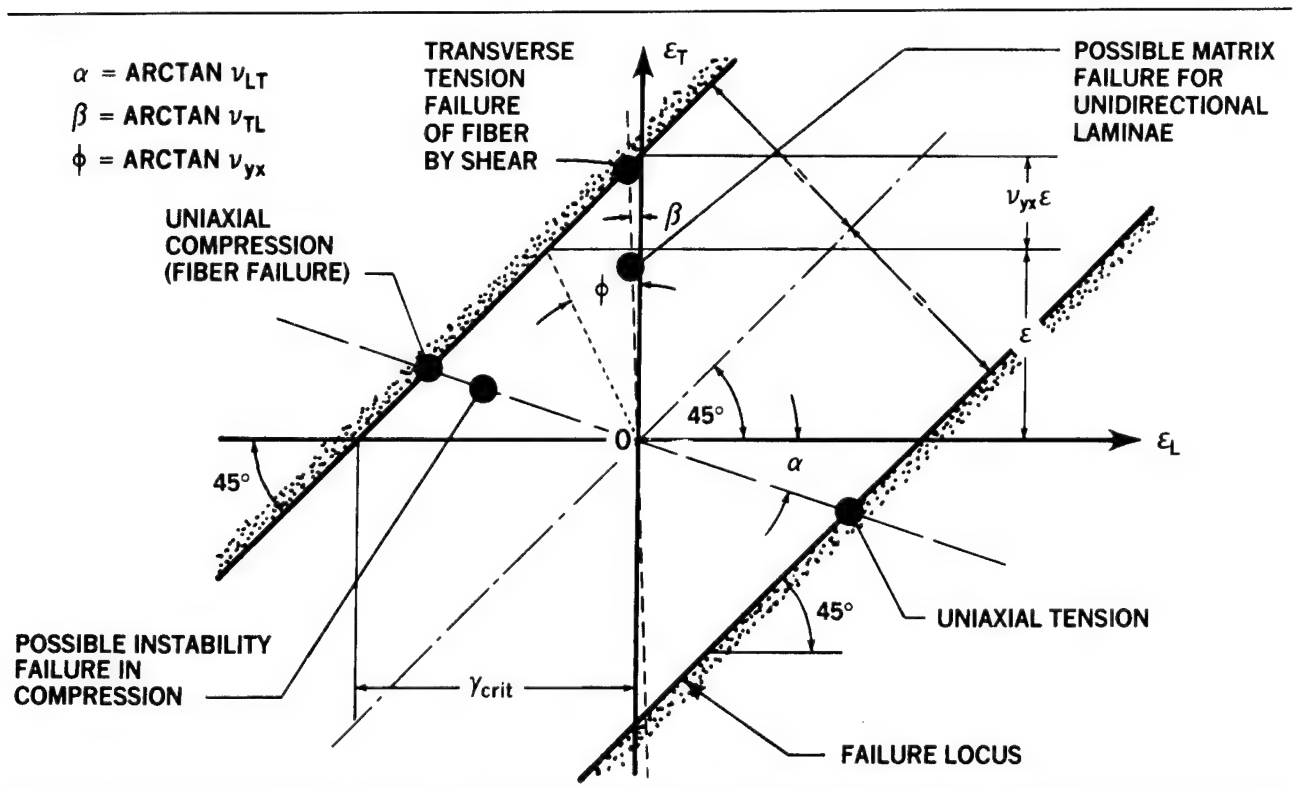 α = ARCTAN ν_LT
β = ARCTAN ν_TL
ϕ = ARCTAN ν_yx
TRANSVERSE
TENSION
FAILURE
OF FIBER
BY SHEAR
ε_T
POSSIBLE MATRIX
FAILURE FOR
UNIDIRECTIONAL
LAMINAE
UNIAXIAL
COMPRESSION
(FIBER FAILURE)
β
ν_yx ε
ϕ
ε
45°
O
ε_L
45°
α
45°
UNIAXIAL TENSION
POSSIBLE INSTABILITY
FAILURE IN
COMPRESSION
γ_crit
FAILURE LOCUS